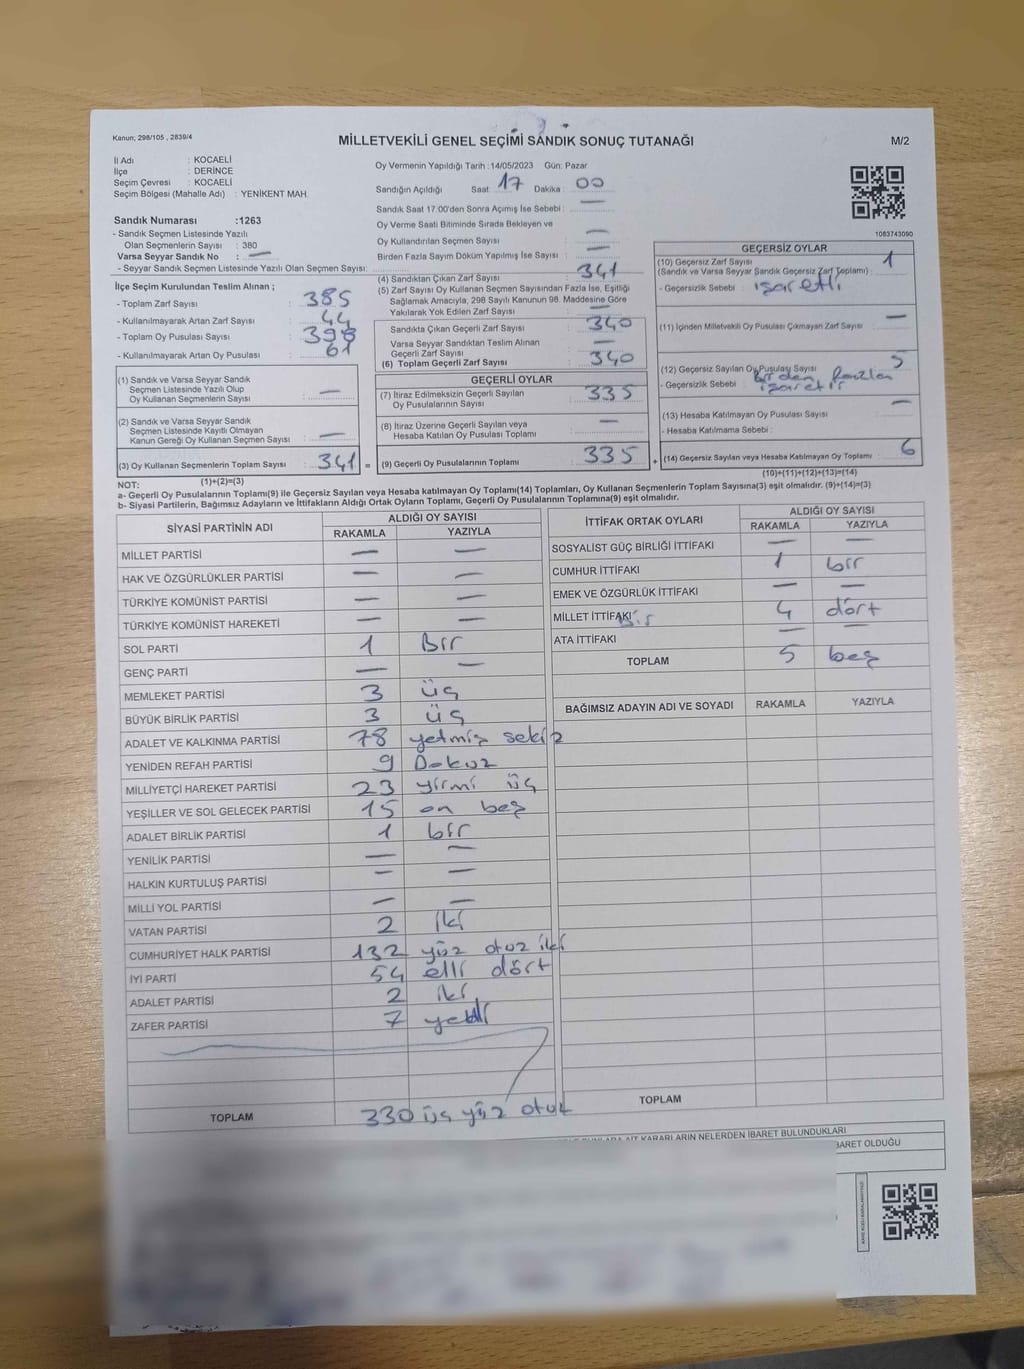 Kanun, 298/105 , 2839/4
MİLLETVEKİLİ GENEL SEÇİMİ SANDIK SONUÇ TUTANAĞI
M/2
İl Adı : KOCAELİ
İlçe : DERİNCE
Seçim Çevresi : KOCAELİ
Seçim Bölgesi (Mahalle Adı) : YENİKENT MAH.
Sandık Numarası :1263
- Sandık Seçmen Listesinde Yazılı
Olan Seçmenlerin Sayısı : 380
Varsa Seyyar Sandık No : —
- Seyyar Sandık Seçmen Listesinde Yazılı Olan Seçmen Sayısı:
İlçe Seçim Kurulundan Teslim Alınan ;
- Toplam Zarf Sayısı : 385
- Kullanılmayarak Artan Zarf Sayısı : 44
- Toplam Oy Pusulası Sayısı : 398
- Kullanılmayarak Artan Oy Pusulası : 61
(1) Sandık ve Varsa Seyyar Sandık
Seçmen Listesinde Yazılı Olup
Oy Kullanan Seçmenlerin Sayısı : —
(2) Sandık ve Varsa Seyyar Sandık
Seçmen Listesinde Kayıtlı Olmayan
Kanun Gereği Oy Kullanan Seçmen Sayısı : —
(3) Oy Kullanan Seçmenlerin Toplam Sayısı : 341 =
Oy Vermenin Yapıldığı Tarih :14/05/2023 Gün: Pazar
Sandığın Açıldığı Saat : 17 Dakika : 00
Sandık Saat 17:00'den Sonra Açımış İse Sebebi : —
Oy Verme Saati Bitiminde Sırada Bekleyen ve
Oy Kullandırılan Seçmen Sayısı : —
Birden Fazla Sayım Döküm Yapılmış İse Sayısı : —
(4) Sandıktan Çıkan Zarf Sayısı : 341
(5) Zarf Sayısı Oy Kullanan Seçmen Sayısından Fazla İse, Eşitliği
Sağlamak Amacıyla, 298 Sayılı Kanunun 98. Maddesine Göre
Yakılarak Yok Edilen Zarf Sayısı : —
Sandıkta Çıkan Geçerli Zarf Sayısı : 340
Varsa Seyyar Sandıktan Teslim Alınan
Geçerli Zarf Sayısı : —
(6) Toplam Geçerli Zarf Sayısı : 340
GEÇERLİ OYLAR
(7) İtiraz Edilmeksizin Geçerli Sayılan
Oy Pusulalarının Sayısı : 335
(8) İtiraz Üzerine Geçerli Sayılan veya
Hesaba Katılan Oy Pusulası Toplamı : —
(9) Geçerli Oy Pusulalarının Toplamı : 335 +
1083743090
GEÇERSİZ OYLAR
(10) Geçersiz Zarf Sayısı
(Sandık ve Varsa Seyyar Sandık Geçersiz Zarf Toplamı) : 1
- Geçersizlik Sebebi : işaretli
(11) İçinden Milletvekili Oy Pusulası Çıkmayan Zarf Sayısı : —
(12) Geçersiz Sayılan Oy Pusulası Sayısı : 5
- Geçersizlik Sebebi : Birden fazla
işaretli
(13) Hesaba Katılmayan Oy Pusulası Sayısı : —
- Hesaba Katılmama Sebebi :
(14) Geçersiz Sayılan veya Hesaba Katılmayan Oy Toplamı : 6
(10)+(11)+(12)+(13)=(14)
NOT: (1)+(2)=(3)
a- Geçerli Oy Pusulalarının Toplamı(9) ile Geçersiz Sayılan veya Hesaba katılmayan Oy Toplamı(14) Toplamları, Oy Kullanan Seçmenlerin Toplam Sayısına(3) eşit olmalıdır. (9)+(14)=(3)
b- Siyasi Partilerin, Bağımsız Adayların ve İttifakların Aldığı Ortak Oyların Toplamı, Geçerli Oy Pusulalarının Toplamına(9) eşit olmalıdır.
SİYASİ PARTİNİN ADI ALDIĞI OY SAYISI
RAKAMLA YAZIYLA
MİLLET PARTİSİ — —
HAK VE ÖZGÜRLÜKLER PARTİSİ — —
TÜRKİYE KOMÜNİST PARTİSİ — —
TÜRKİYE KOMÜNİST HAREKETİ — —
SOL PARTİ 1 Bir
GENÇ PARTİ — —
MEMLEKET PARTİSİ 3 üç
BÜYÜK BİRLİK PARTİSİ 3 üç
ADALET VE KALKINMA PARTİSİ 78 yetmiş sekiz
YENİDEN REFAH PARTİSİ 9 Dokuz
MİLLİYETÇİ HAREKET PARTİSİ 23 yirmi üç
YEŞİLLER VE SOL GELECEK PARTİSİ 15 on beş
ADALET BİRLİK PARTİSİ 1 bir
YENİLİK PARTİSİ — —
HALKIN KURTULUŞ PARTİSİ — —
MİLLİ YOL PARTİSİ — —
VATAN PARTİSİ 2 iki
CUMHURİYET HALK PARTİSİ 132 yüz otuz iki
İYİ PARTİ 54 elli dört
ADALET PARTİSİ 2 iki
ZAFER PARTİSİ 7 yedi
TOPLAM 330 üç yüz otuz
İTTİFAK ORTAK OYLARI ALDIĞI OY SAYISI
RAKAMLA YAZIYLA
SOSYALİST GÜÇ BİRLİĞİ İTTİFAKI — —
CUMHUR İTTİFAKI 1 bir
EMEK VE ÖZGÜRLÜK İTTİFAKI — —
MİLLET İTTİFAKI 4 dört
ATA İTTİFAKI — —
TOPLAM 5 beş
BAĞIMSIZ ADAYIN ADI VE SOYADI RAKAMLA YAZIYLA
TOPLAM
KARARLARIN NELERDEN İBARET BULUNDUKLARI
İBARET OLDUĞU